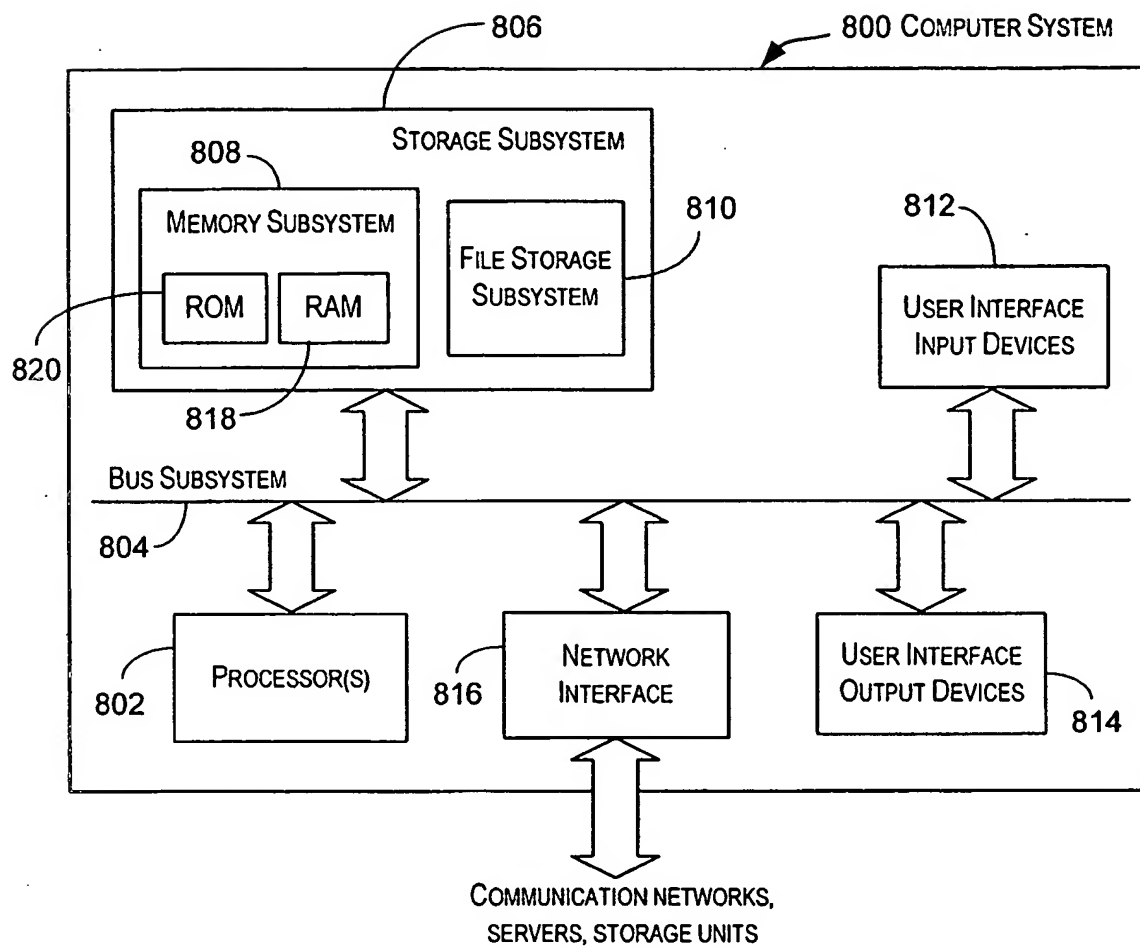 806
800 COMPUTER SYSTEM
STORAGE SUBSYSTEM
808
MEMORY SUBSYSTEM
ROM
RAM
820
818
FILE STORAGE
SUBSYSTEM
810
812
USER INTERFACE
INPUT DEVICES
BUS SUBSYSTEM
804
PROCESSOR(S)
802
NETWORK
INTERFACE
816
USER INTERFACE
OUTPUT DEVICES
814
COMMUNICATION NETWORKS,
SERVERS, STORAGE UNITS